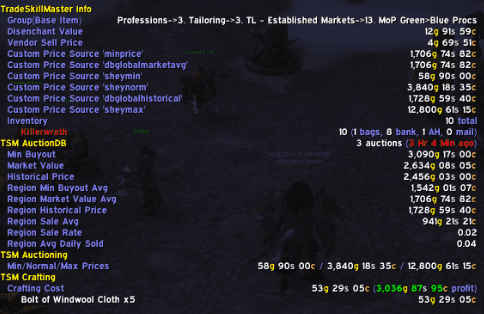 TradeSkillMaster Info
Group(Base Item) Professions->3. Tailoring->3. TL - Established Markets->13. MoP Green>Blue Procs
Disenchant Value 12g 91s 59c
Vendor Sell Price 4g 69s 51c
Custom Price Source 'minprice' 1,706g 74s 82c
Custom Price Source 'dbglobalmarketavg' 1,706g 74s 82c
Custom Price Source 'sheymin' 58g 90s 00c
Custom Price Source 'sheynorm' 3,840g 18s 35c
Custom Price Source 'dbglobalhistorical' 1,728g 59s 40c
Custom Price Source 'sheymax' 12,800g 61s 15c
Inventory 10 total
Killerwrath 10 (1 bags, 8 bank, 1 AH, 0 mail)
TSM AuctionDB 3 auctions (3 Hr 4 Min ago)
Min Buyout 3,090g 17s 00c
Market Value 2,634g 08s 05c
Historical Price 2,456g 03s 00c
Region Min Buyout Avg 1,542g 01s 07c
Region Market Value Avg 1,706g 74s 82c
Region Historical Price 1,728g 59s 40c
Region Sale Avg 941g 21s 21c
Region Sale Rate 0.02
Region Avg Daily Sold 0.04
TSM Auctioning
Min/Normal/Max Prices 58g 90s 00c / 3,840g 18s 35c / 12,800g 61s 15c
TSM Crafting
Crafting Cost 53g 29s 05c (3,036g 87s 95c profit)
Bolt of Windwool Cloth x5 53g 29s 05c